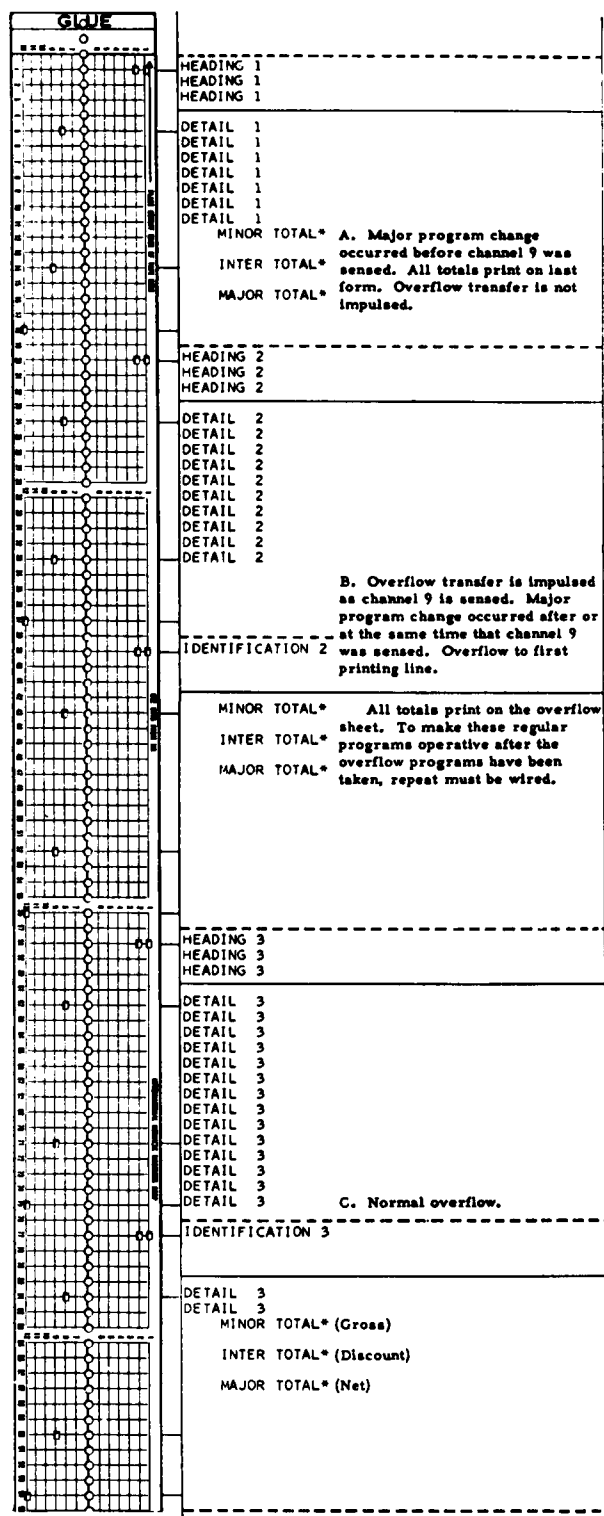 GLUE
HEADING 1
HEADING 1
HEADING 1
DETAIL 1
DETAIL 1
DETAIL 1
DETAIL 1
DETAIL 1
DETAIL 1
DETAIL 1
MINOR TOTAL*
INTER TOTAL*
MAJOR TOTAL*
A. Major program change
occurred before channel 9 was
sensed. All totals print on last
form. Overflow transfer is not
impulsed.
HEADING 2
HEADING 2
HEADING 2
DETAIL 2
DETAIL 2
DETAIL 2
DETAIL 2
DETAIL 2
DETAIL 2
DETAIL 2
DETAIL 2
DETAIL 2
DETAIL 2
B. Overflow transfer is impulsed
as channel 9 is sensed. Major
program change occurred after or
at the same time that channel 9
was sensed. Overflow to first
printing line.
IDENTIFICATION 2
MINOR TOTAL*
INTER TOTAL*
MAJOR TOTAL*
All totals print on the overflow
sheet. To make these regular
programs operative after the
overflow programs have been
taken, repeat must be wired.
HEADING 3
HEADING 3
HEADING 3
DETAIL 3
DETAIL 3
DETAIL 3
DETAIL 3
DETAIL 3
DETAIL 3
DETAIL 3
DETAIL 3
DETAIL 3
DETAIL 3
DETAIL 3
DETAIL 3
DETAIL 3
DETAIL 3
C. Normal overflow.
IDENTIFICATION 3
DETAIL 3
DETAIL 3
MINOR TOTAL* (Gross)
INTER TOTAL* (Discount)
MAJOR TOTAL* (Net)